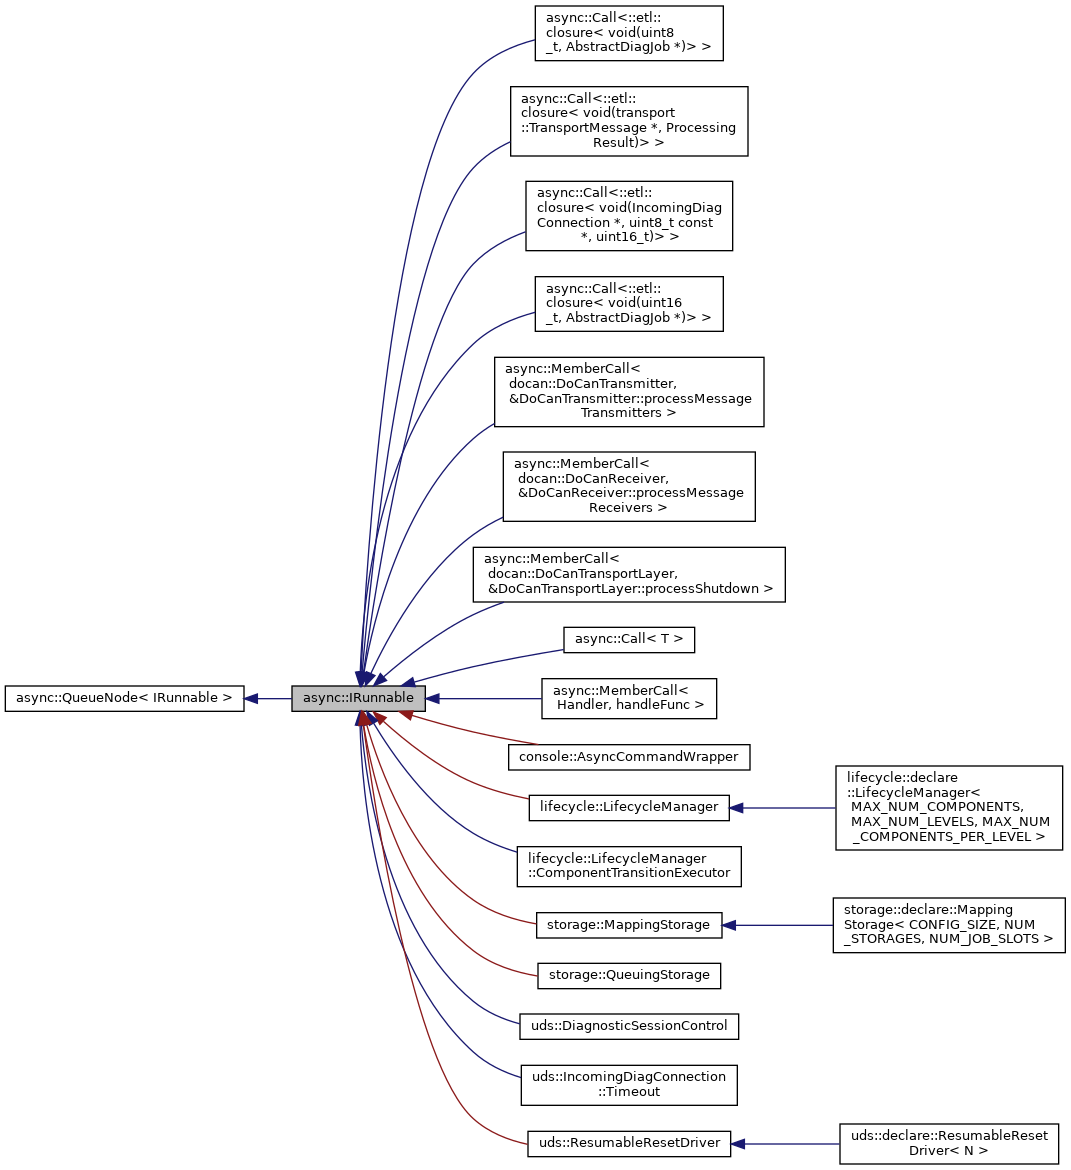 async::Call<::etl::
closure< void(uint8
_t, AbstractDiagJob *)> >
async::Call<::etl::
closure< void(transport
::TransportMessage *, Processing
Result)> >
async::Call<::etl::
closure< void(IncomingDiag
Connection *, uint8_t const
*, uint16_t)> >
async::Call<::etl::
closure< void(uint16
_t, AbstractDiagJob *)> >
async::MemberCall<
docan::DoCanTransmitter,
&DoCanTransmitter::processMessage
Transmitters >
async::MemberCall<
docan::DoCanReceiver,
&DoCanReceiver::processMessage
Receivers >
async::MemberCall<
docan::DoCanTransportLayer,
&DoCanTransportLayer::processShutdown >
async::Call< T >
async::QueueNode< IRunnable >
async::IRunnable
async::MemberCall<
Handler, handleFunc >
console::AsyncCommandWrapper
lifecycle::LifecycleManager
lifecycle::declare
::LifecycleManager<
MAX_NUM_COMPONENTS,
MAX_NUM_LEVELS, MAX_NUM
_COMPONENTS_PER_LEVEL >
lifecycle::LifecycleManager
::ComponentTransitionExecutor
storage::MappingStorage
storage::declare::Mapping
Storage< CONFIG_SIZE, NUM
_STORAGES, NUM_JOB_SLOTS >
storage::QueuingStorage
uds::DiagnosticSessionControl
uds::IncomingDiagConnection
::Timeout
uds::ResumableResetDriver
uds::declare::ResumableReset
Driver< N >